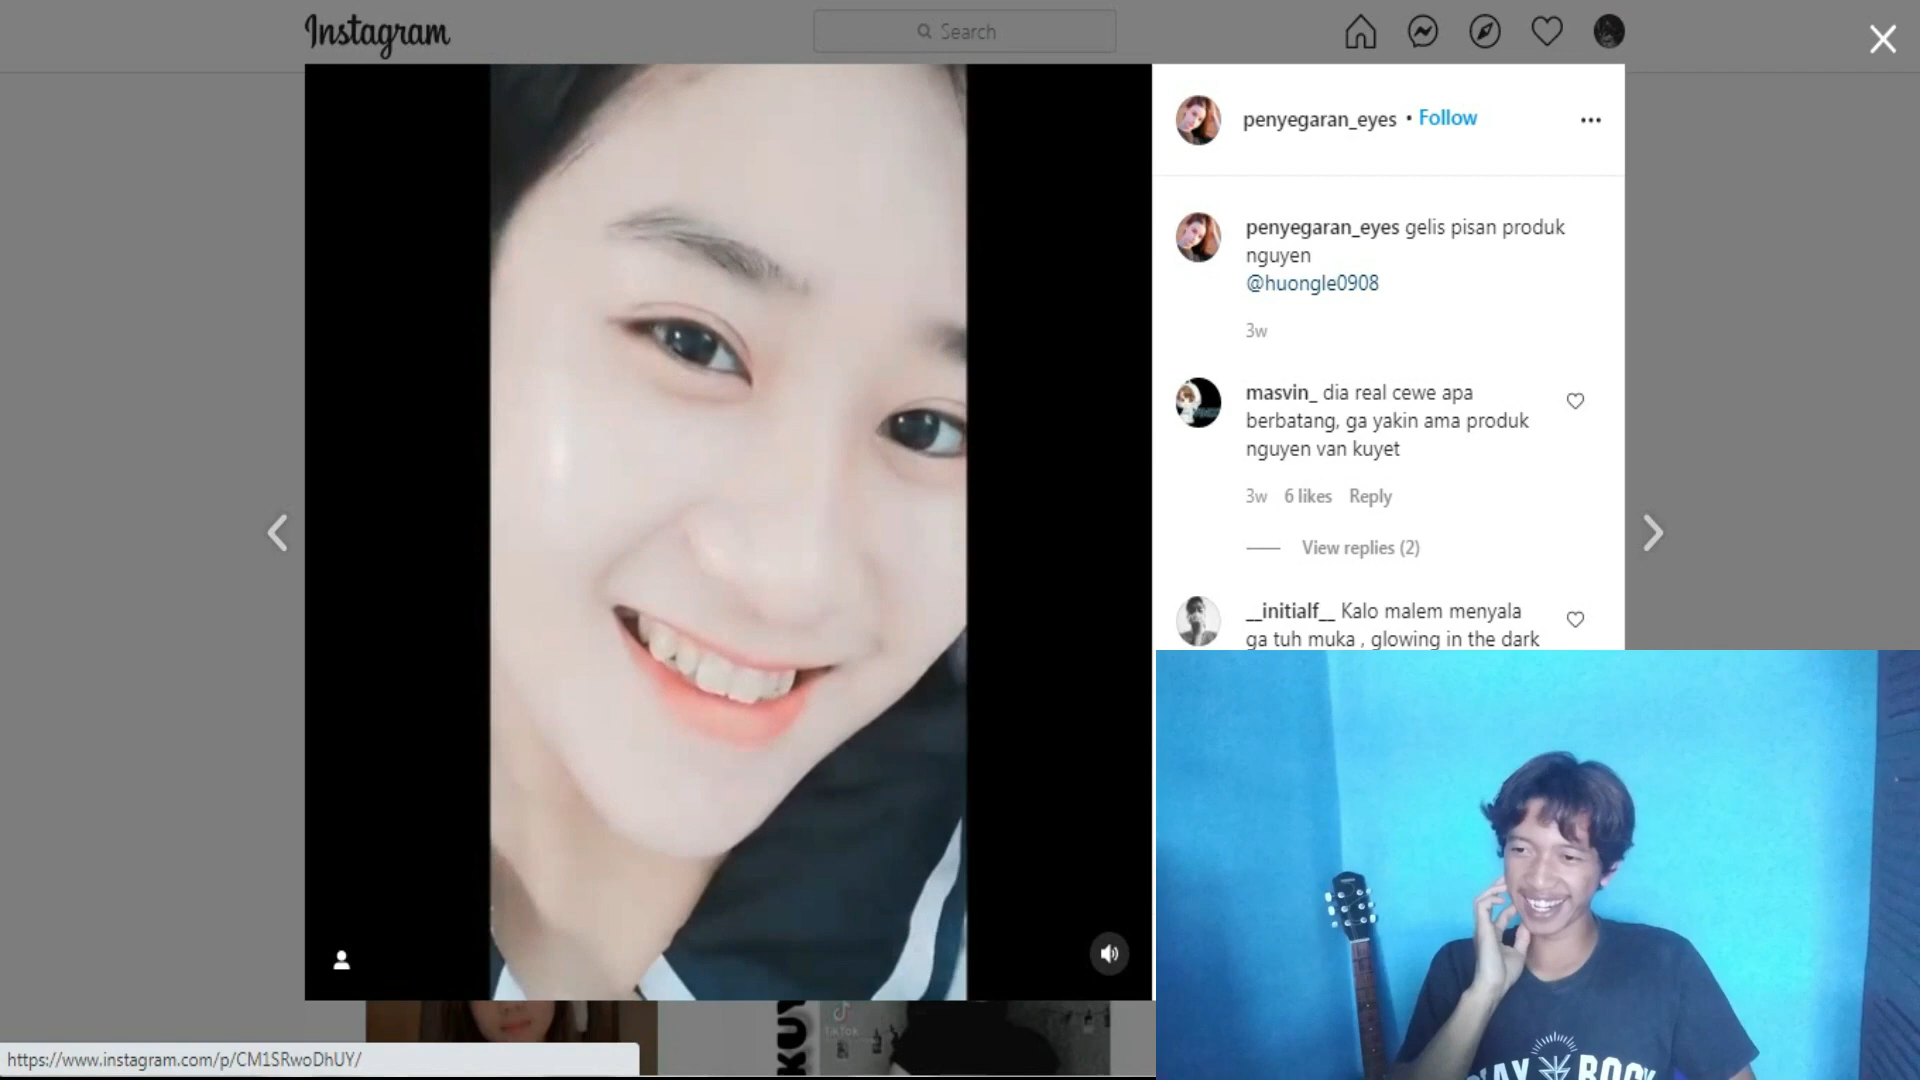 Instagram
Search
penyegaran_eyes • Follow
penyegaran_eyes gelis pisan produk
nguyen
@huongle0908
3w
masvin_ dia real cewe apa
berbatang, ga yakin ama produk
nguyen van kuyet
3w 6 likes Reply
View replies (2)
__initialf__ Kalo malem menyala
ga tuh muka , glowing in the dark
TikTok
https://www.instagram.com/p/CM1SRwoDhUY/